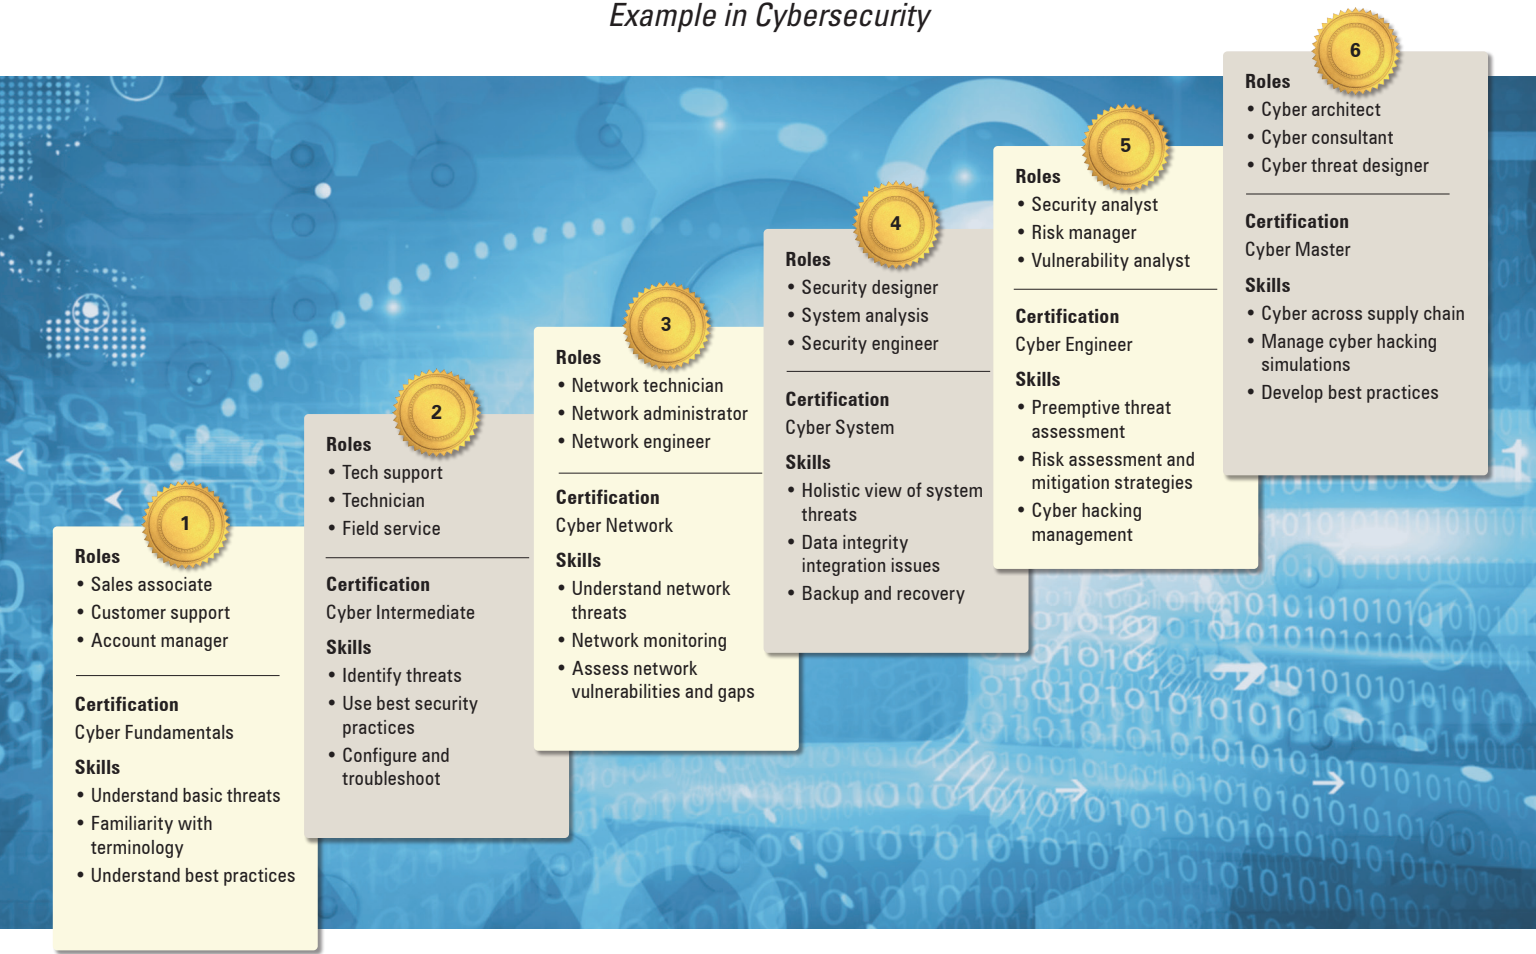 Example in Cybersecurity
1
Roles
• Sales associate
• Customer support
• Account manager
Certification
Cyber Fundamentals
Skills
• Understand basic threats
• Familiarity with
terminology
• Understand best practices
2
Roles
• Tech support
• Technician
• Field service
Certification
Cyber Intermediate
Skills
• Identify threats
• Use best security
practices
• Configure and
troubleshoot
3
Roles
• Network technician
• Network administrator
• Network engineer
Certification
Cyber Network
Skills
• Understand network
threats
• Network monitoring
• Assess network
vulnerabilities and gaps
4
Roles
• Security designer
• System analysis
• Security engineer
Certification
Cyber System
Skills
• Holistic view of system
threats
• Data integrity
integration issues
• Backup and recovery
5
Roles
• Security analyst
• Risk manager
• Vulnerability analyst
Certification
Cyber Engineer
Skills
• Preemptive threat
assessment
• Risk assessment and
mitigation strategies
• Cyber hacking
management
6
Roles
• Cyber architect
• Cyber consultant
• Cyber threat designer
Certification
Cyber Master
Skills
• Cyber across supply chain
• Manage cyber hacking
simulations
• Develop best practices